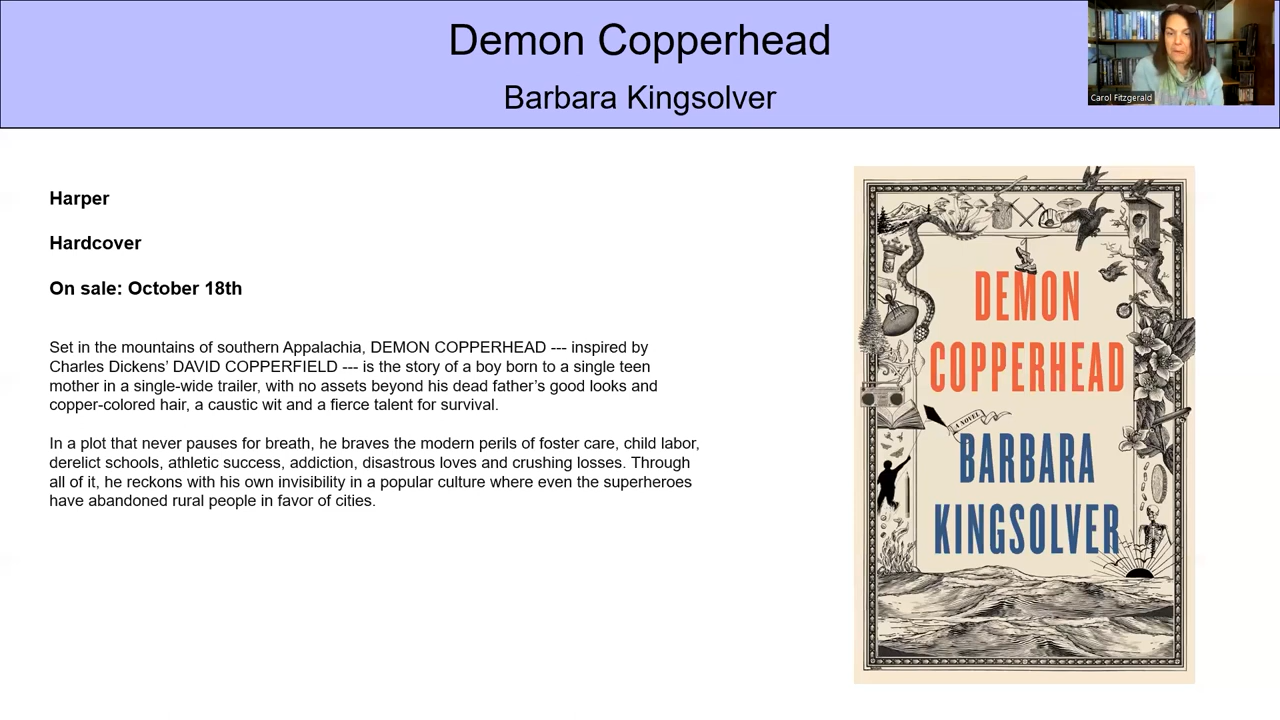 Demon Copperhead
Barbara Kingsolver
Carol Fitzgerald
Harper
Hardcover
On sale: October 18th
Set in the mountains of southern Appalachia, DEMON COPPERHEAD --- inspired by
Charles Dickens’ DAVID COPPERFIELD --- is the story of a boy born to a single teen
mother in a single-wide trailer, with no assets beyond his dead father’s good looks and
copper-colored hair, a caustic wit and a fierce talent for survival.
In a plot that never pauses for breath, he braves the modern perils of foster care, child labor,
derelict schools, athletic success, addiction, disastrous loves and crushing losses. Through
all of it, he reckons with his own invisibility in a popular culture where even the superheroes
have abandoned rural people in favor of cities.
DEMON
COPPERHEAD
A NOVEL
BARBARA
KINGSOLVER